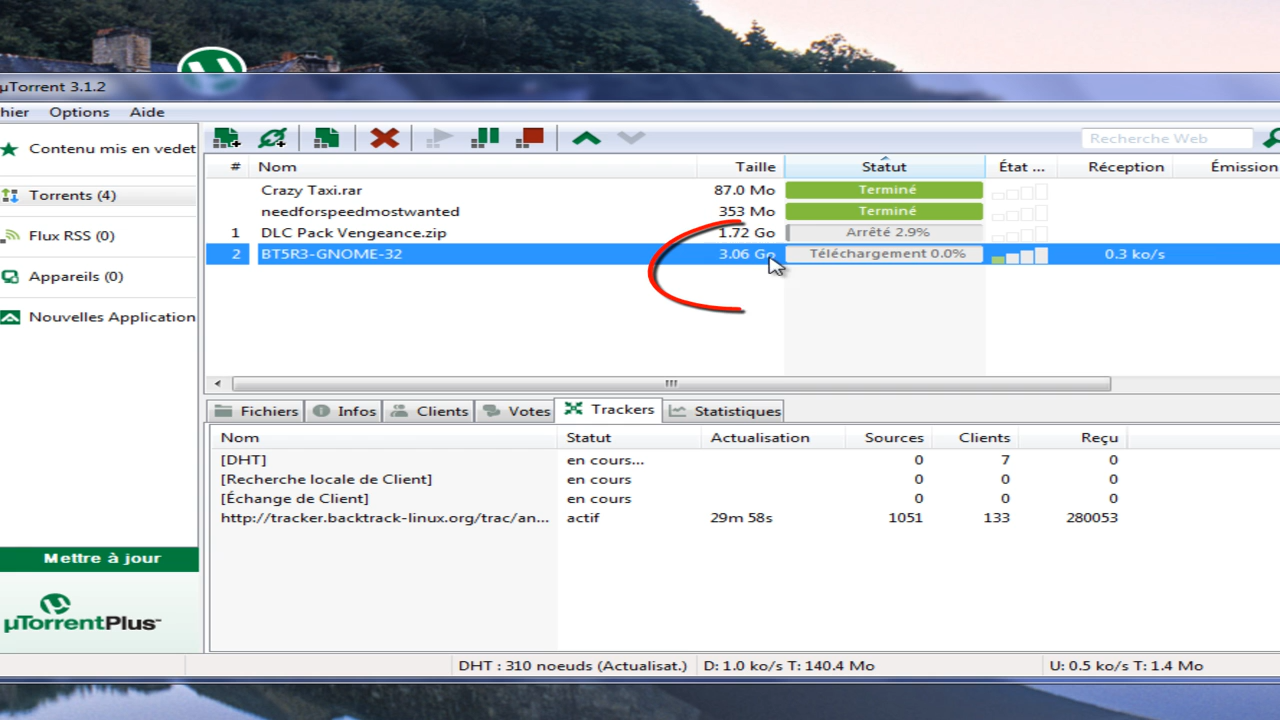 µTorrent 3.1.2
hier Options Aide
Recherche Web
Contenu mis en vedet
Torrents (4)
Flux RSS (0)
Appareils (0)
Nouvelles Application
# Nom Taille Statut État ... Réception Émission
Crazy Taxi.rar 87.0 Mo Terminé
needforspeedmostwanted 353 Mo Terminé
1 DLC Pack Vengeance.zip 1.72 Go Arrêté 2.9%
2 BT5R3-GNOME-32 3.06 Go Téléchargement 0.0% 0.3 ko/s
Fichiers Infos Clients Votes Trackers Statistiques
Nom Statut Actualisation Sources Clients Reçu
[DHT] en cours... 0 7 0
[Recherche locale de Client] en cours 0 0 0
[Échange de Client] en cours 0 0 0
http://tracker.backtrack-linux.org/trac/an... actif 29m 58s 1051 133 280053
Mettre à jour
µTorrentPlus
DHT : 310 noeuds (Actualisat.) D: 1.0 ko/s T: 140.4 Mo U: 0.5 ko/s T: 1.4 Mo